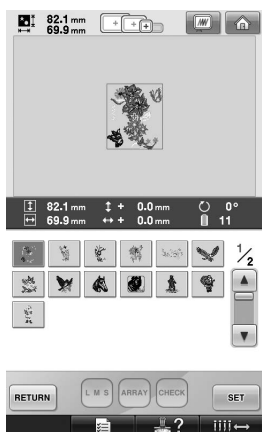 82.1 mm
69.9 mm
82.1 mm + 0.0 mm 0°
69.9 mm + 0.0 mm 11
1/2
RETURN L M S ARRAY CHECK SET
?